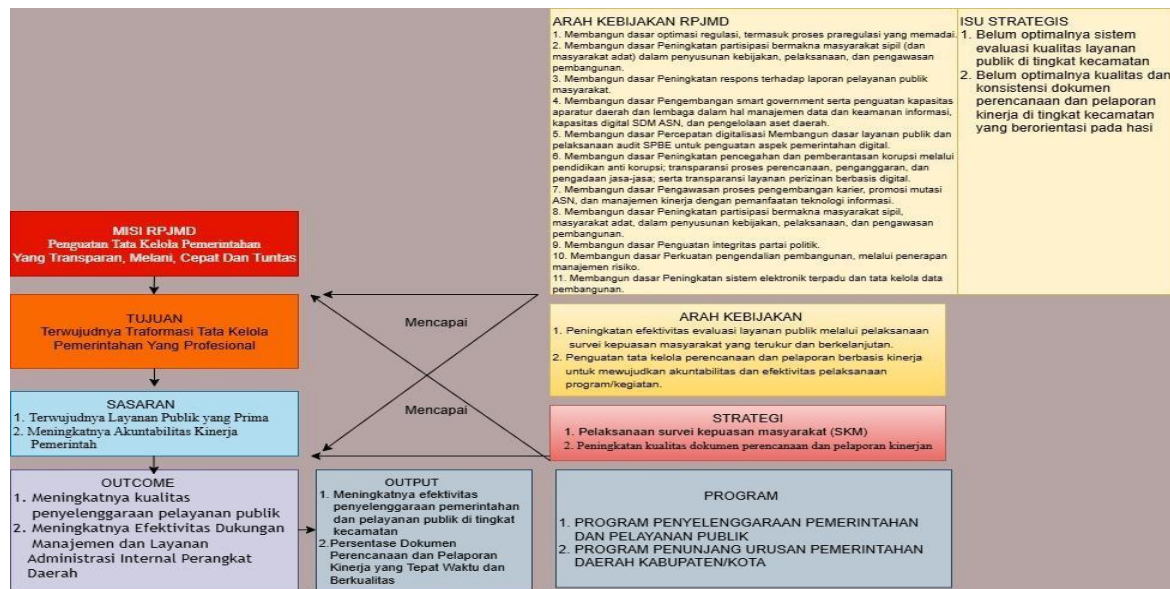 ARAH KEBIJAKAN RPJMD
1. Membangun dasar optimasi regulasi, termasuk proses praregulasi yang memadai.
2. Membangun dasar Peningkatan partisipasi bermakna masyarakat sipil (dan
masyarakat adat) dalam penyusunan kebijakan, pelaksanaan, dan pengawasan
pembangunan.
3. Membangun dasar Peningkatan respons terhadap laporan pelayanan publik
masyarakat.
4. Membangun dasar Pengembangan smart government serta penguatan kapasitas
aparatur daerah dan lembaga dalam hal manajemen data dan keamanan informasi,
kapasitas digital SDM ASN, dan pengelolaan aset daerah.
5. Membangun dasar Percepatan digitalisasi Membangun dasar layanan publik dan
pelaksanaan audit SPBE untuk penguatan aspek pemerintahan digital.
6. Membangun dasar Peningkatan pencegahan dan pemberantasan korupsi melalui
pendidikan anti korupsi; transparansi proses perencanaan, penganggaran, dan
pengadaan jasa-jasa; serta transparansi layanan perizinan berbasis digital.
7. Membangun dasar Pengawasan proses pengembangan karier, promosi mutasi
ASN, dan manajemen kinerja dengan pemanfaatan teknologi informasi.
8. Membangun dasar Peningkatan partisipasi bermakna masyarakat sipil,
masyarakat adat, dalam penyusunan kebijakan, pelaksanaan, dan pengawasan
pembangunan.
9. Membangun dasar Penguatan integritas partai politik.
10. Membangun dasar Perkuatan pengendalian pembangunan, melalui penerapan
manajemen risiko.
11. Membangun dasar Peningkatan sistem elektronik terpadu dan tata kelola data
pembangunan.
ISU STRATEGIS
1. Belum optimalnya sistem
evaluasi kualitas layanan
publik di tingkat kecamatan
2. Belum optimalnya kualitas dan
konsistensi dokumen
perencanaan dan pelaporan
kinerja di tingkat kecamatan
yang berorientasi pada hasi
MISI RPJMD
Penguatan Tata Kelola Pemerintahan
Yang Transparan, Melani, Cepat Dan Tuntas
TUJUAN
Terwujudnya Traformasi Tata Kelola
Pemerintahan Yang Profesional
Mencapai
ARAH KEBIJAKAN
1. Peningkatan efektivitas evaluasi layanan publik melalui pelaksanaan
survei kepuasan masyarakat yang terukur dan berkelanjutan.
2. Penguatan tata kelola perencanaan dan pelaporan berbasis kinerja
untuk mewujudkan akuntabilitas dan efektivitas pelaksanaan
program/kegiatan.
SASARAN
1. Terwujudnya Layanan Publik yang Prima
2. Meningkatnya Akuntabilitas Kinerja
Pemerintah
Mencapai
STRATEGI
1. Pelaksanaan survei kepuasan masyarakat (SKM)
2. Peningkatan kualitas dokumen perencanaan dan pelaporan kinerjan
OUTCOME
1. Meningkatnya kualitas
penyelenggaraan pelayanan publik
2. Meningkatnya Efektivitas Dukungan
Manajemen dan Layanan
Administrasi Internal Perangkat
Daerah
OUTPUT
1. Meningkatnya efektivitas
penyelenggaraan pemerintahan
dan pelayanan publik di tingkat
kecamatan
2. Persentase Dokumen
Perencanaan dan Pelaporan
Kinerja yang Tepat Waktu dan
Berkualitas
PROGRAM
1. PROGRAM PENYELENGGARAAN PEMERINTAHAN
DAN PELAYANAN PUBLIK
2. PROGRAM PENUNJANG URUSAN PEMERINTAHAN
DAERAH KABUPATEN/KOTA